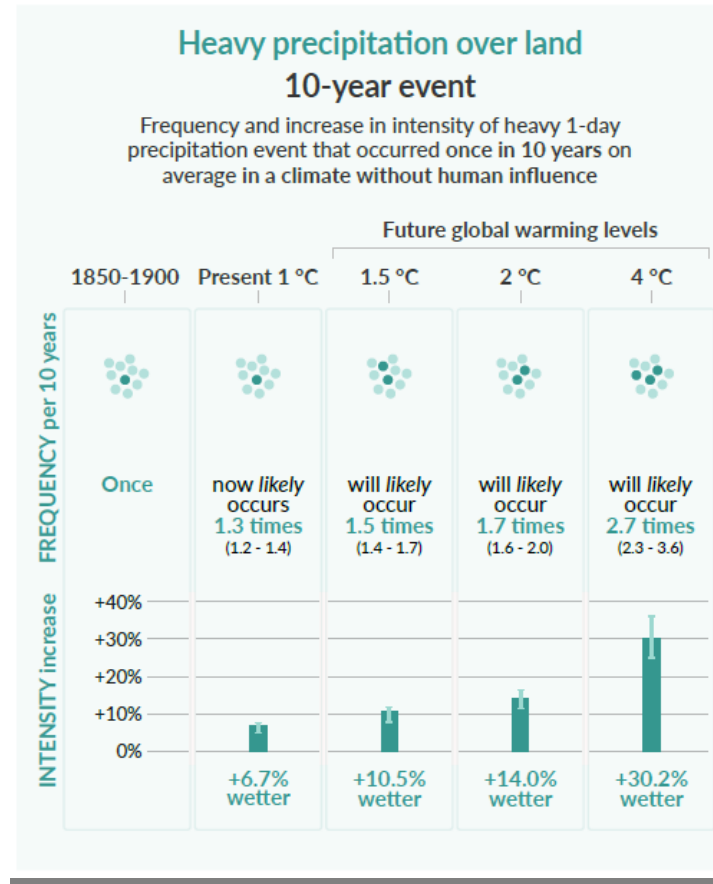 Heavy precipitation over land
10-year event
Frequency and increase in intensity of heavy 1-day
precipitation event that occurred once in 10 years on
average in a climate without human influence
Future global warming levels
1850-1900 Present 1 °C 1.5 °C 2 °C 4 °C
FREQUENCY per 10 years
Once
now likely
occurs
1.3 times
(1.2 - 1.4)
will likely
occur
1.5 times
(1.4 - 1.7)
will likely
occur
1.7 times
(1.6 - 2.0)
will likely
occur
2.7 times
(2.3 - 3.6)
INTENSITY increase
+40%
+30%
+20%
+10%
0%
+6.7%
wetter
+10.5%
wetter
+14.0%
wetter
+30.2%
wetter